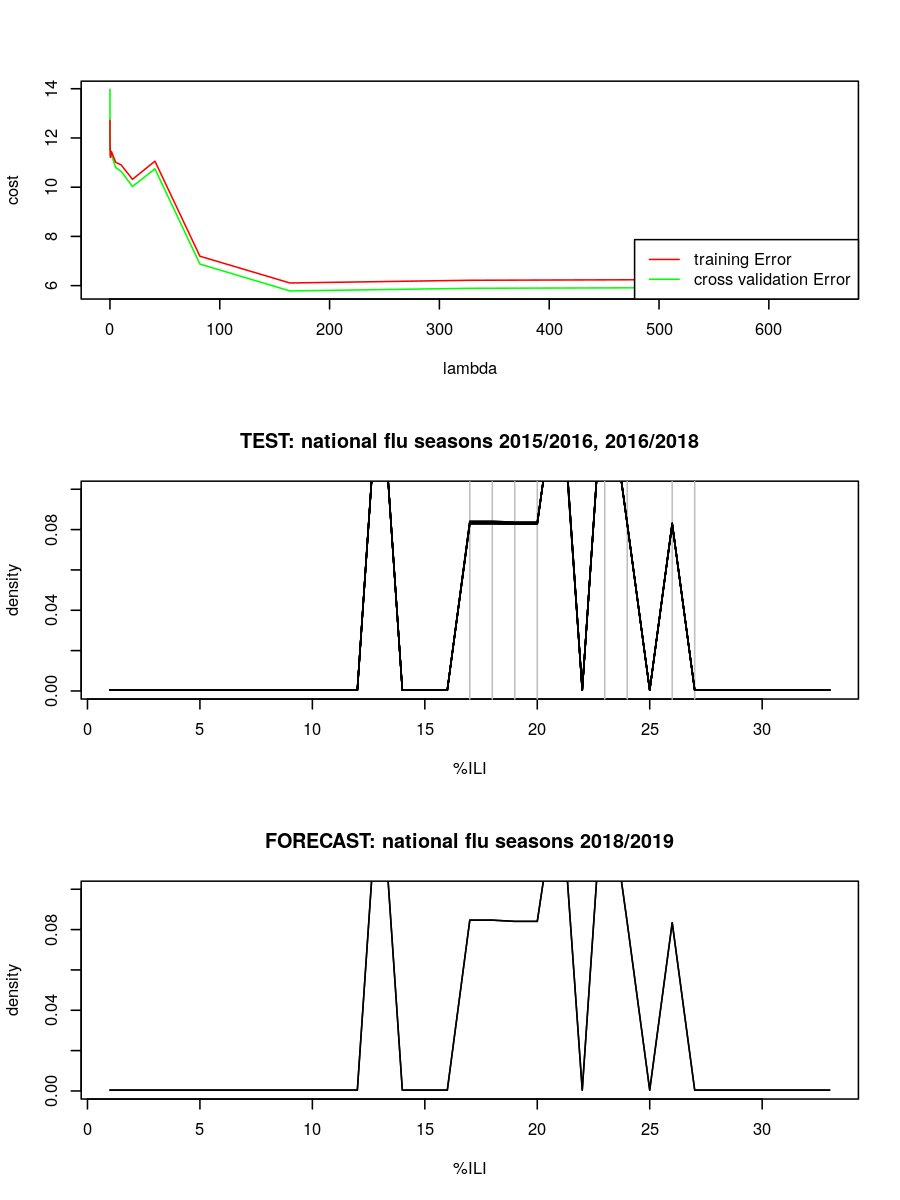 14
12
10
8
6
cost
training Error
cross validation Error
0 100 200 300 400 500 600
lambda
TEST: national flu seasons 2015/2016, 2016/2018
0.08
0.04
0.00
density
0 5 10 15 20 25 30
%ILI
FORECAST: national flu seasons 2018/2019
0.08
0.04
0.00
density
0 5 10 15 20 25 30
%ILI